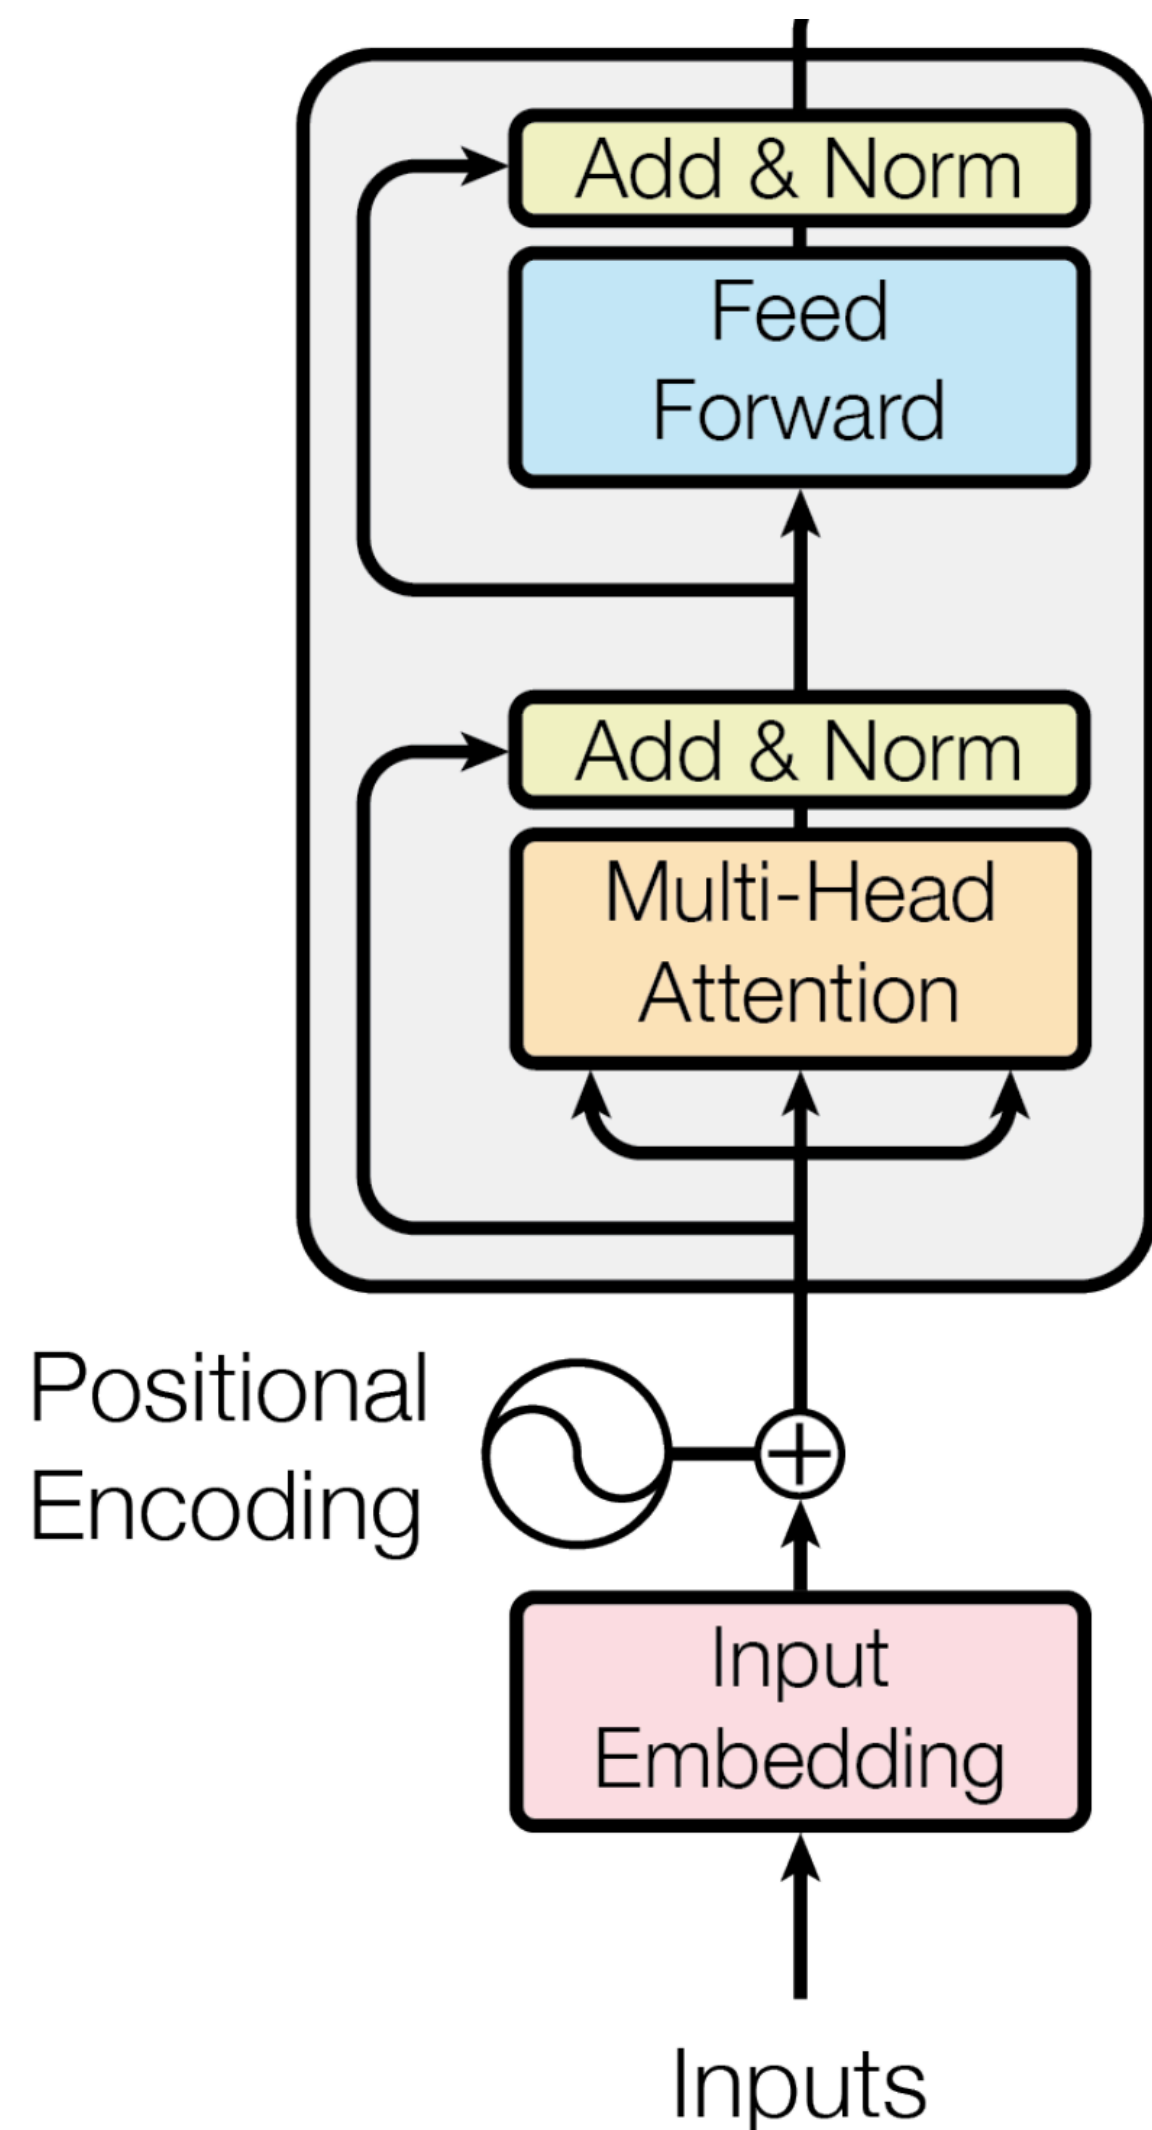 Add & Norm
Feed
Forward
Add & Norm
Multi-Head
Attention
Positional
Encoding
Input
Embedding
Inputs